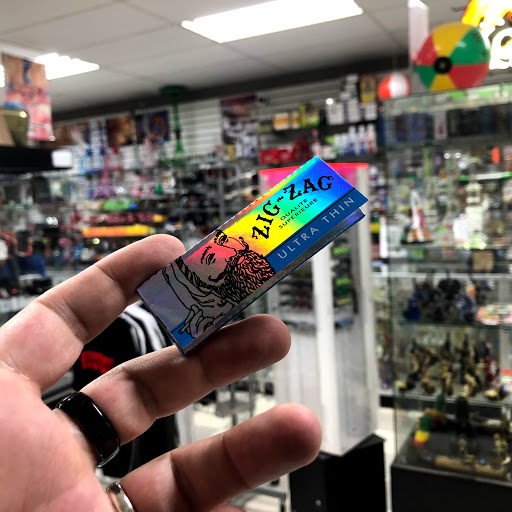 ZIG-ZAG
QUALITÉ
SUPÉRIEURE
ULTRA THIN